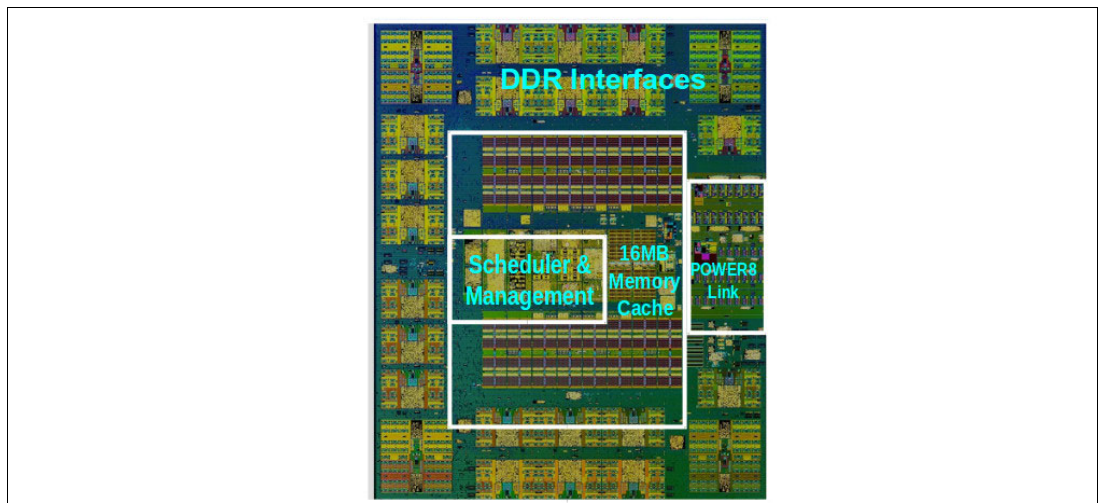 DDR Interfaces
Scheduler &
Management
16MB
Memory
Cache
POWER8
Link